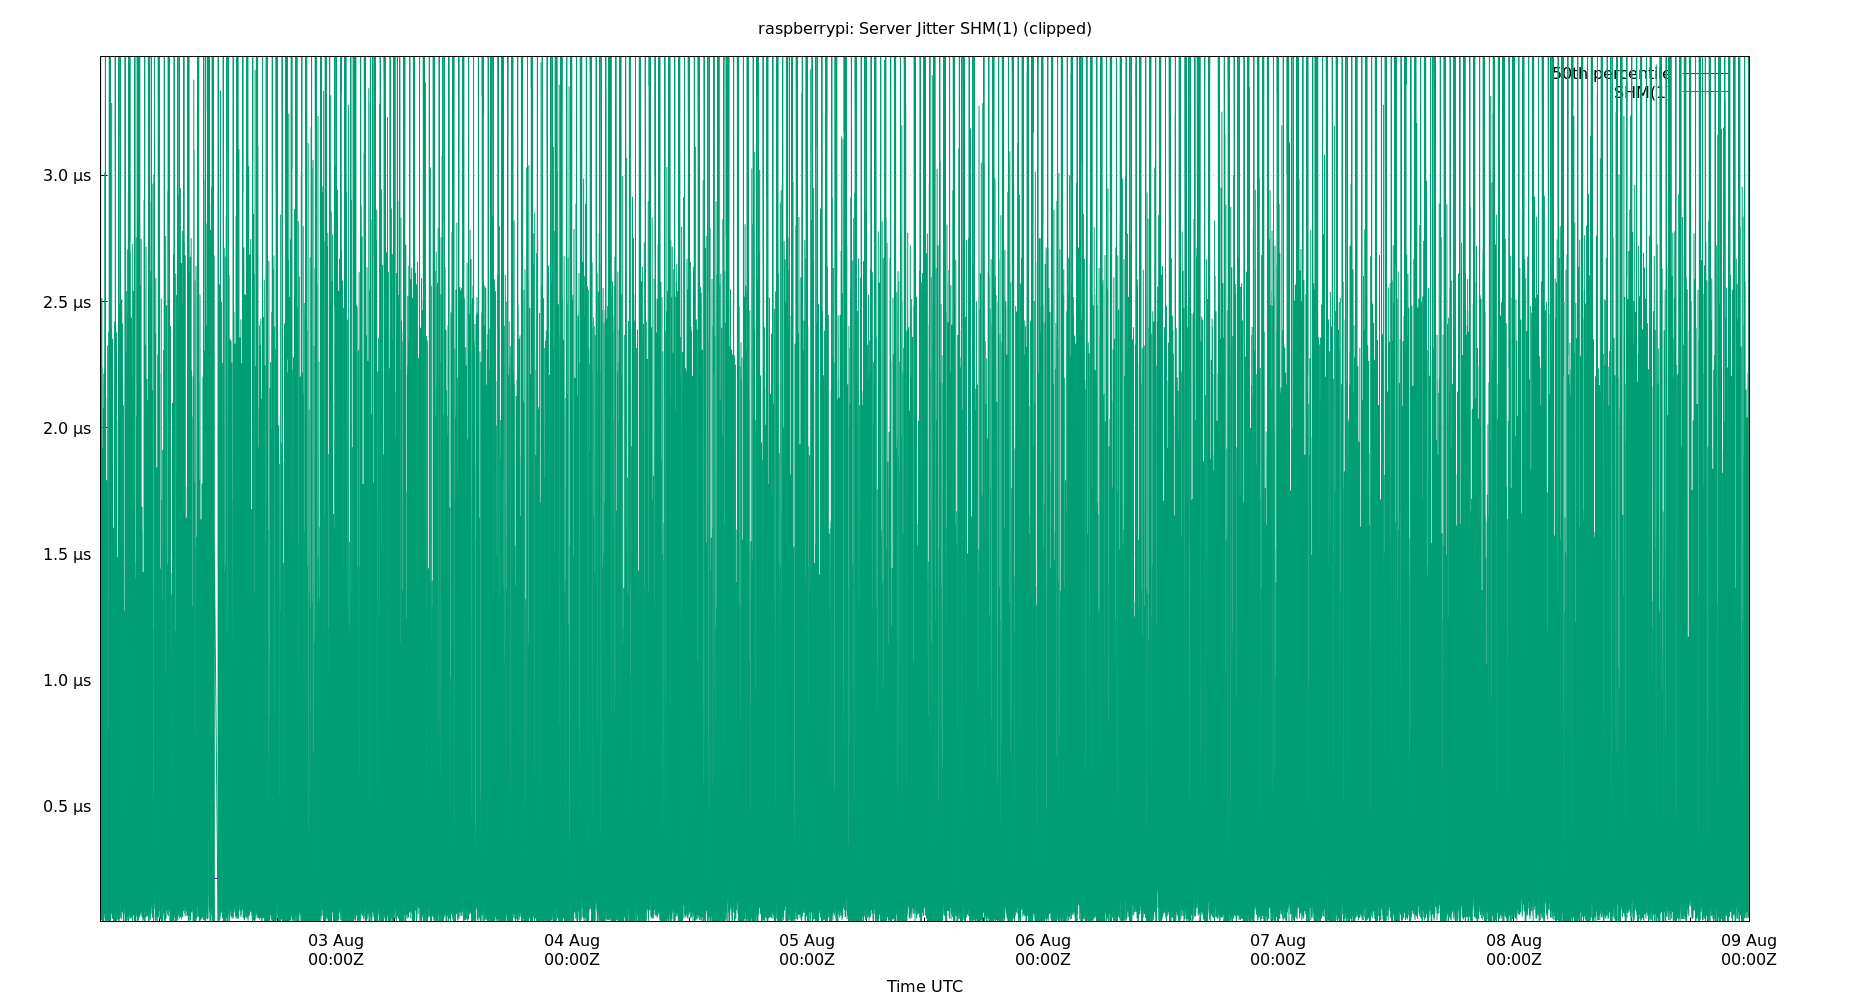 raspberrypi: Server Jitter SHM(1) (clipped)
50th percentile
SHM(1)
3.0 µs
2.5 µs
2.0 µs
1.5 µs
1.0 µs
0.5 µs
03 Aug
00:00Z
04 Aug
00:00Z
05 Aug
00:00Z
06 Aug
00:00Z
07 Aug
00:00Z
08 Aug
00:00Z
09 Aug
00:00Z
Time UTC